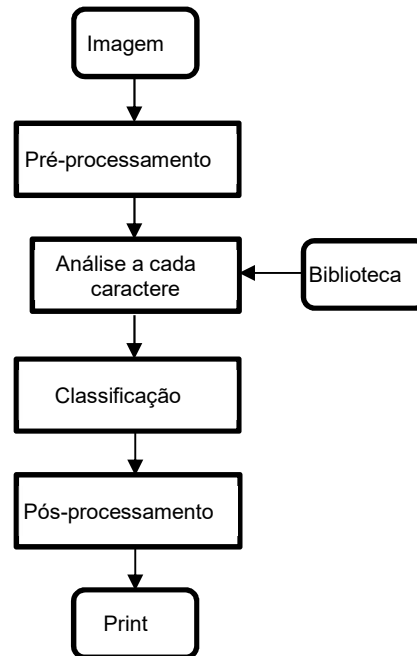 Imagem
Pré-processamento
Análise a cada
caractere
Biblioteca
Classificação
Pós-processamento
Print